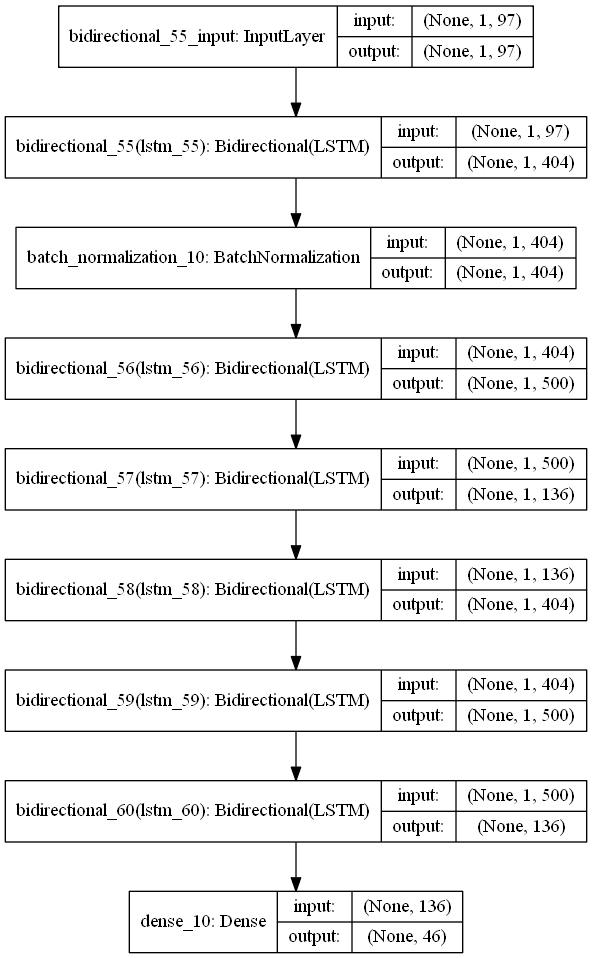 bidirectional_55_input: InputLayer
input: (None, 1, 97)
output: (None, 1, 97)
bidirectional_55(lstm_55): Bidirectional(LSTM)
input: (None, 1, 97)
output: (None, 1, 404)
batch_normalization_10: BatchNormalization
input: (None, 1, 404)
output: (None, 1, 404)
bidirectional_56(lstm_56): Bidirectional(LSTM)
input: (None, 1, 404)
output: (None, 1, 500)
bidirectional_57(lstm_57): Bidirectional(LSTM)
input: (None, 1, 500)
output: (None, 1, 136)
bidirectional_58(lstm_58): Bidirectional(LSTM)
input: (None, 1, 136)
output: (None, 1, 404)
bidirectional_59(lstm_59): Bidirectional(LSTM)
input: (None, 1, 404)
output: (None, 1, 500)
bidirectional_60(lstm_60): Bidirectional(LSTM)
input: (None, 1, 500)
output: (None, 136)
dense_10: Dense
input: (None, 136)
output: (None, 46)